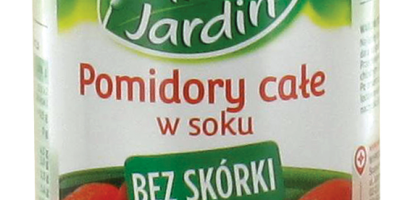 Jardin
Pomidory całe
w soku
BEZ SKÓRKI